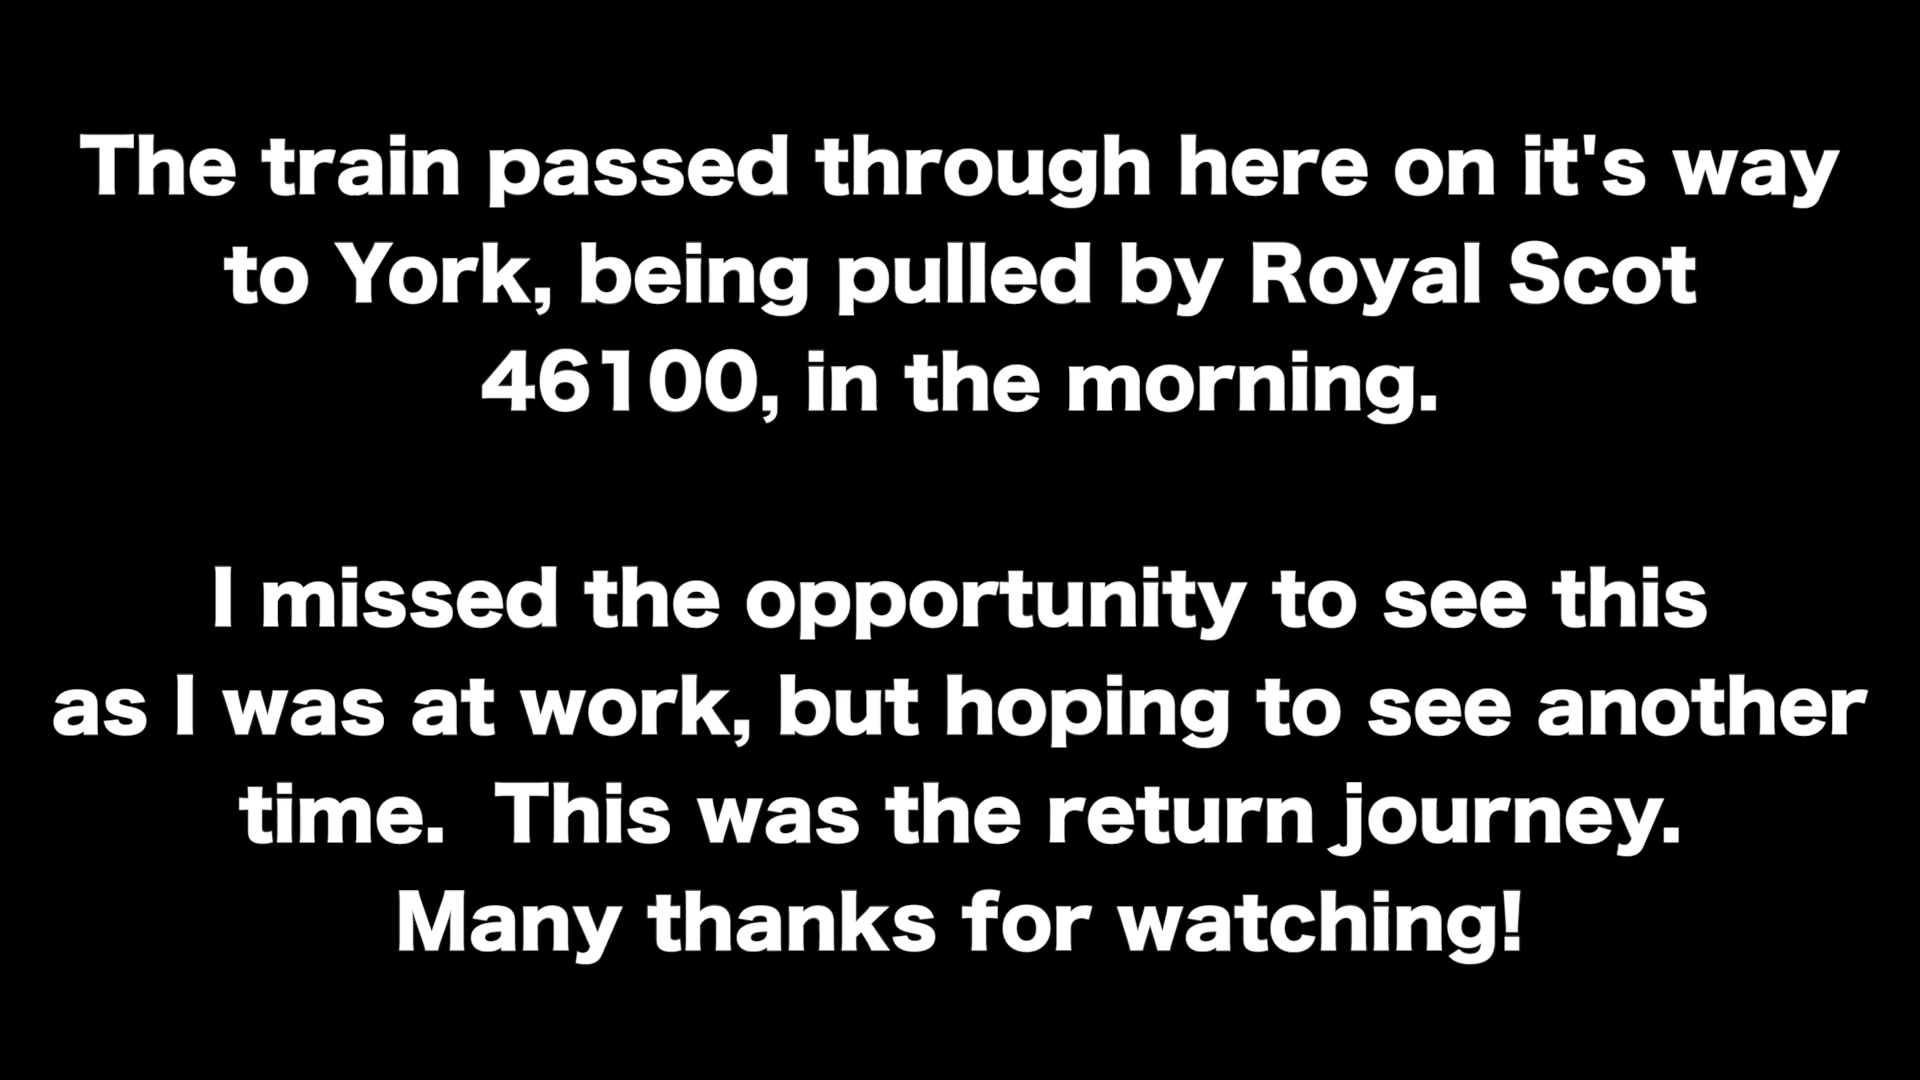 The train passed through here on it's way
to York, being pulled by Royal Scot
46100, in the morning.
I missed the opportunity to see this
as I was at work, but hoping to see another
time.  This was the return journey.
Many thanks for watching!